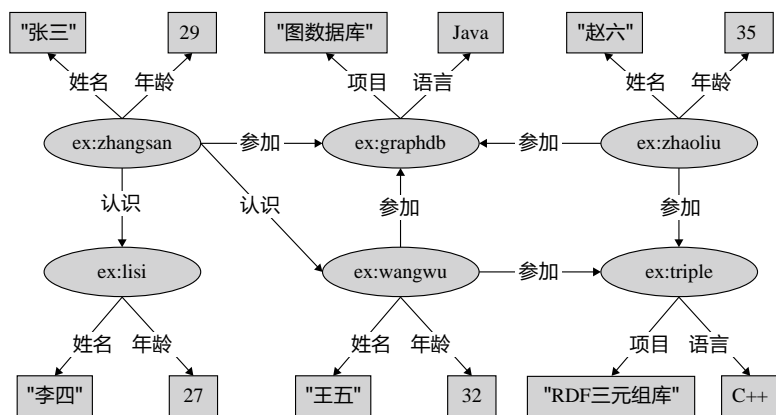 "张三"
29
"图数据库"
Java
"赵六"
35
姓名
年龄
项目
语言
姓名
年龄
ex:zhangsan
参加
ex:graphdb
参加
ex:zhaoliu
认识
认识
参加
参加
ex:lisi
ex:wangwu
参加
ex:triple
姓名
年龄
姓名
年龄
项目
语言
"李四"
27
"王五"
32
"RDF三元组库"
C++